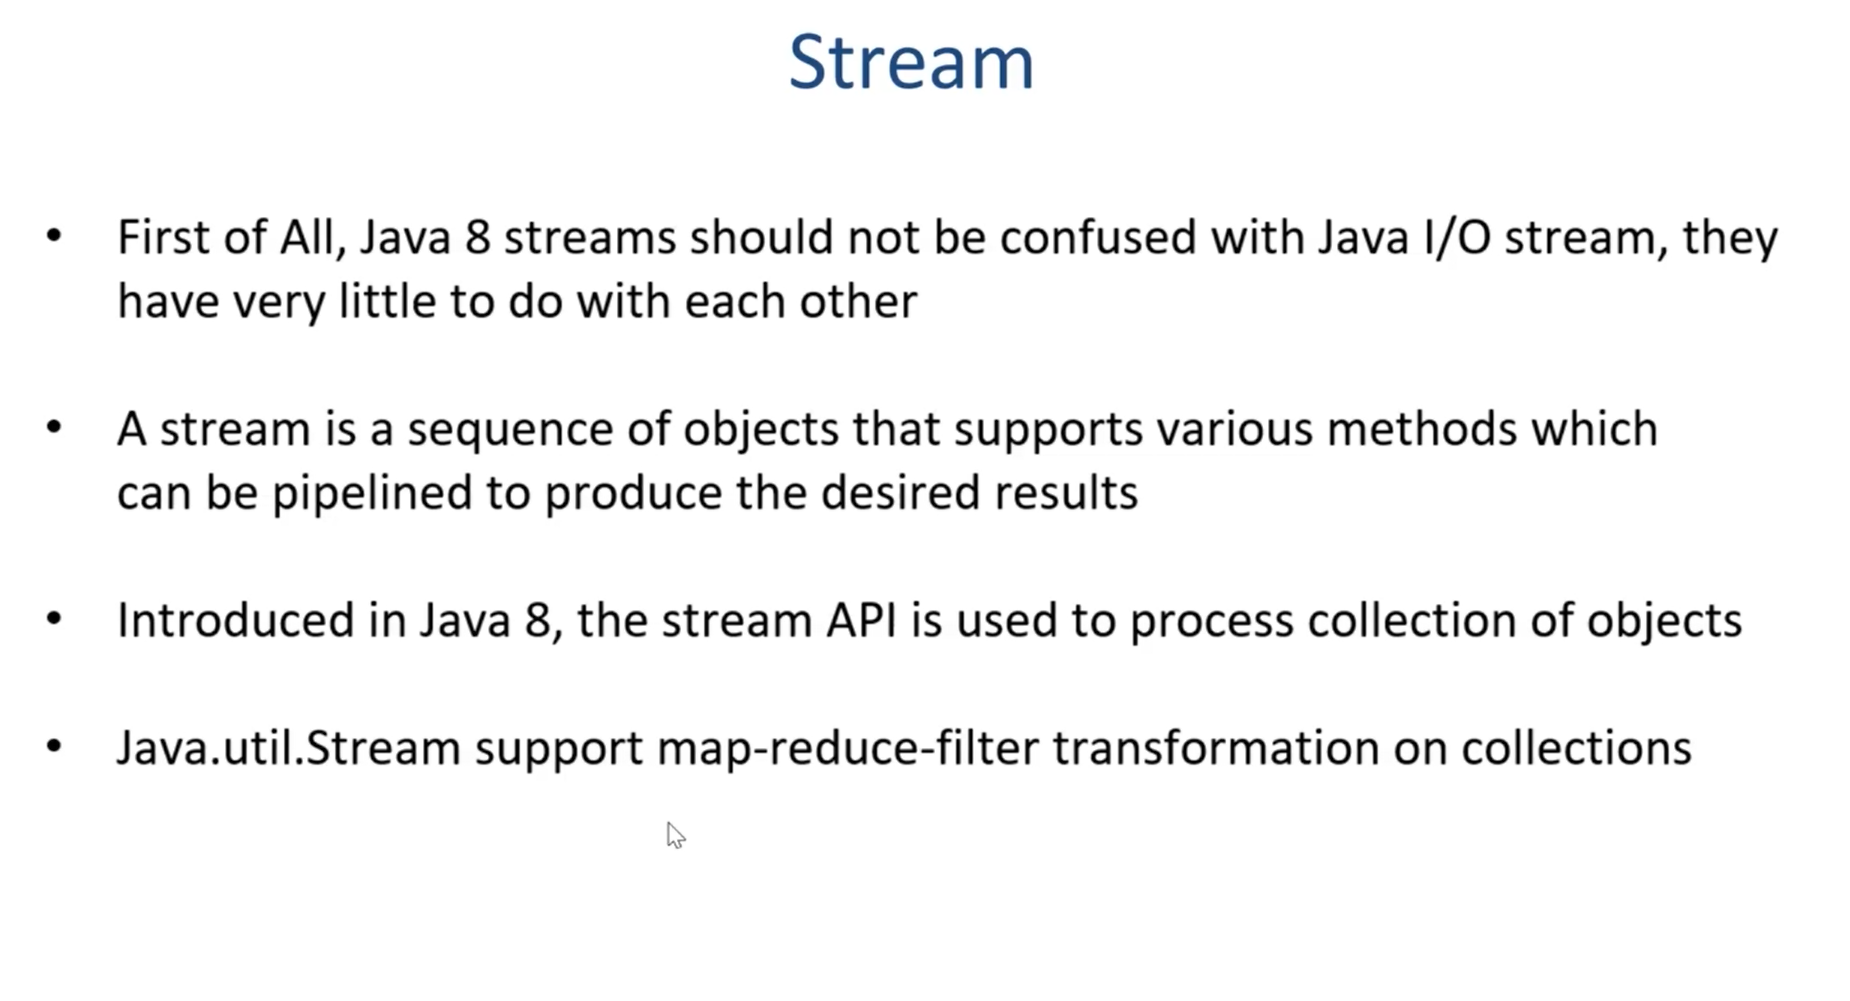 Stream
• First of All, Java 8 streams should not be confused with Java I/O stream, they
have very little to do with each other
• A stream is a sequence of objects that supports various methods which
can be pipelined to produce the desired results
• Introduced in Java 8, the stream API is used to process collection of objects
• Java.util.Stream support map-reduce-filter transformation on collections